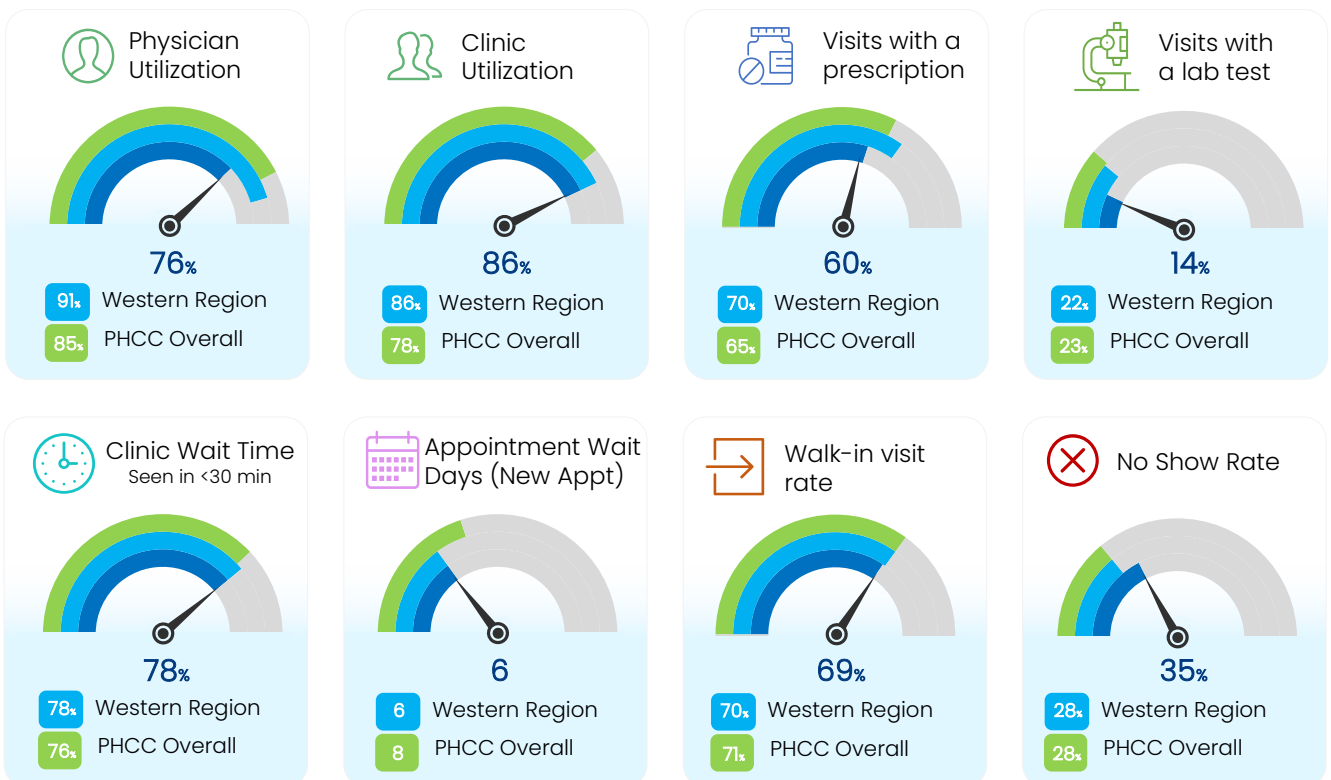 Physician
Utilization
76%
91% Western Region
85% PHCC Overall
Clinic
Utilization
86%
86% Western Region
78% PHCC Overall
Visits with a
prescription
60%
70% Western Region
65% PHCC Overall
Visits with
a lab test
14%
22% Western Region
23% PHCC Overall
Clinic Wait Time
Seen in <30 min
78%
78% Western Region
76% PHCC Overall
Appointment Wait
Days (New Appt)
6
6 Western Region
8 PHCC Overall
Walk-in visit
rate
69%
70% Western Region
71% PHCC Overall
No Show Rate
35%
28% Western Region
28% PHCC Overall